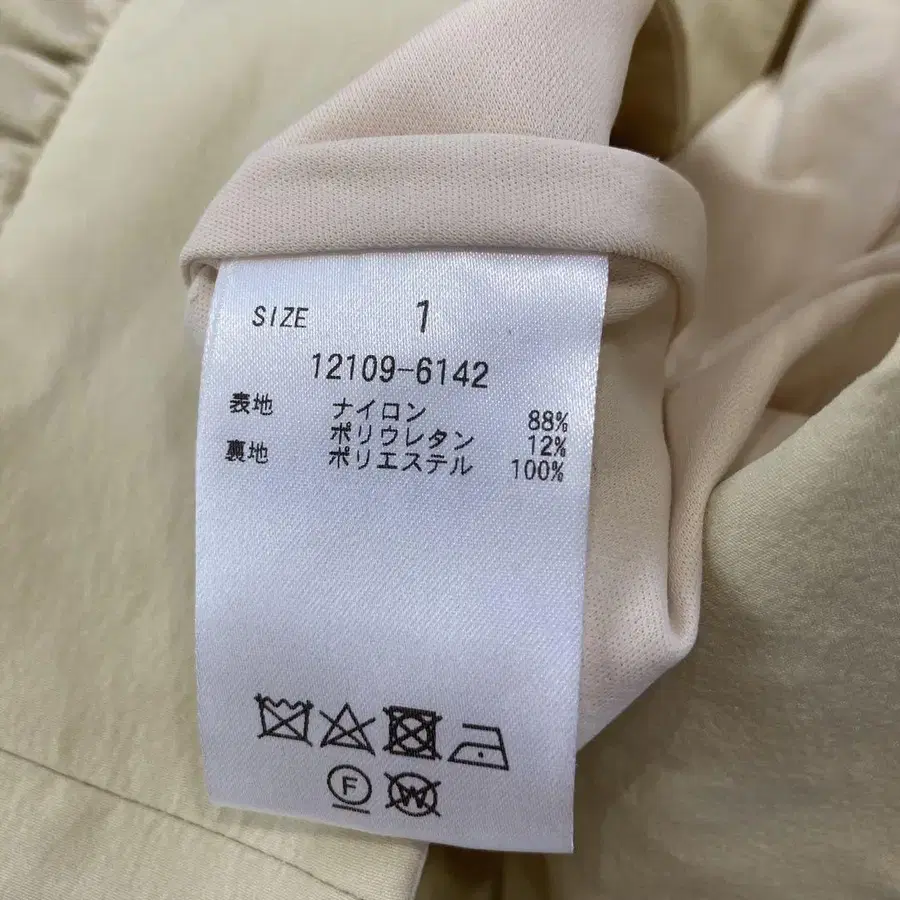 SIZE 1
12109-6142
表地 ナイロン 88%
ポリウレタン 12%
裏地 ポリエステル 100%
F
W